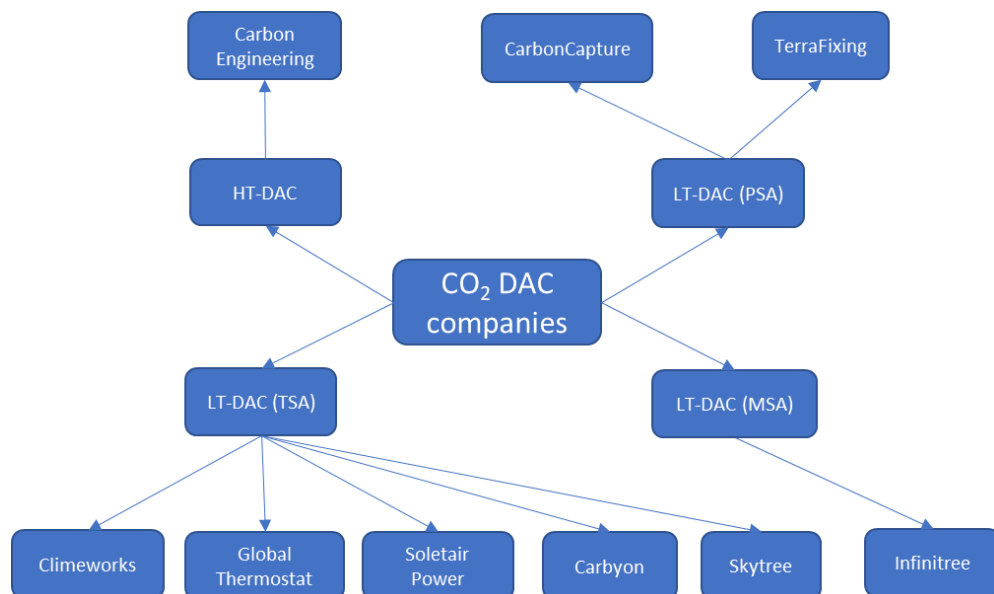 Carbon
Engineering
CarbonCapture
TerraFixing
HT-DAC
LT-DAC (PSA)
CO₂ DAC
companies
LT-DAC (TSA)
LT-DAC (MSA)
Climeworks
Global
Thermostat
Soletair
Power
Carbyon
Skytree
Infinitree